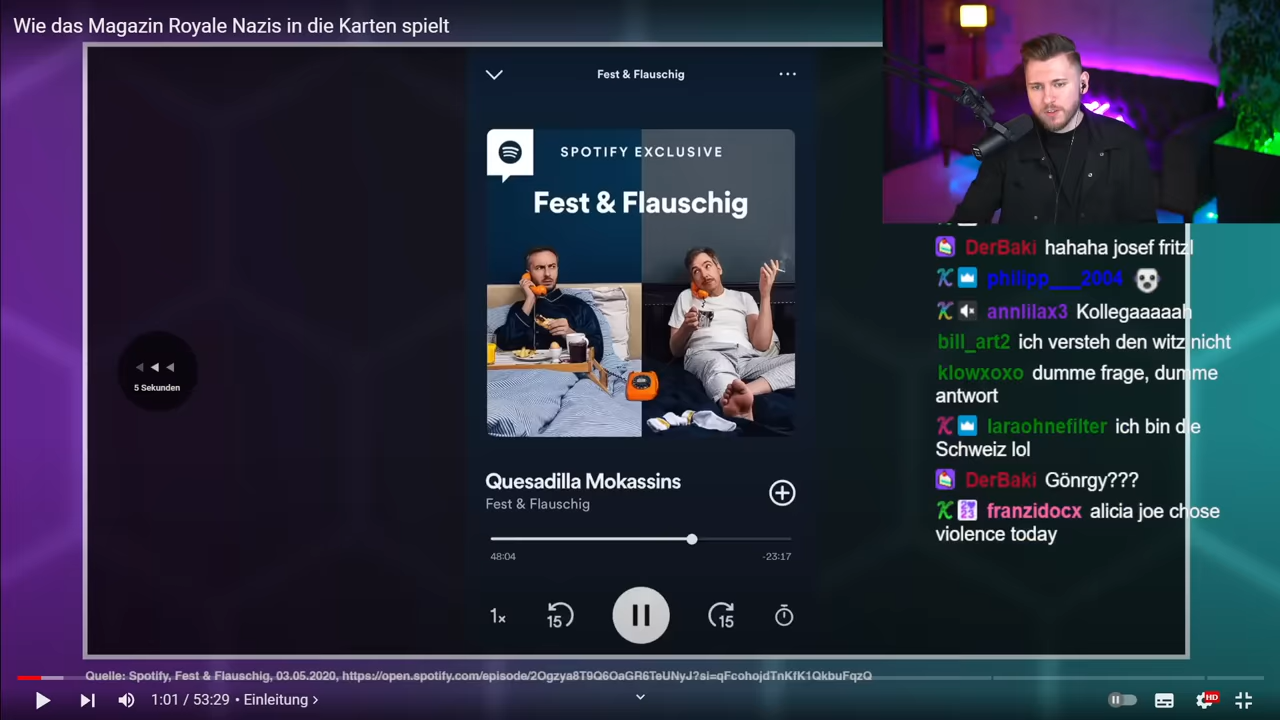 Wie das Magazin Royale Nazis in die Karten spielt
Fest & Flauschig
SPOTIFY EXCLUSIVE
Fest & Flauschig
5 Sekunden
Quesadilla Mokassins
Fest & Flauschig
48:04
-23:17
1x
15
15
DerBaki hahaha josef fritzl
philipp___2004
annlilax3 Kollegaaaaah
bill_art2 ich versteh den witz nicht
klowxoxo dumme frage, dumme
antwort
laraohnefilter ich bin die
Schweiz lol
DerBaki Gönrgy???
franzidocx alicia joe chose
violence today
Quelle: Spotify, Fest & Flauschig, 03.05.2020, https://open.spotify.com/episode/2Ogzya8T9Q6OaGR6TeUNyJ?si=qFcohojdTnKfK1QkbuFqzQ
1:01 / 53:29 • Einleitung
HD